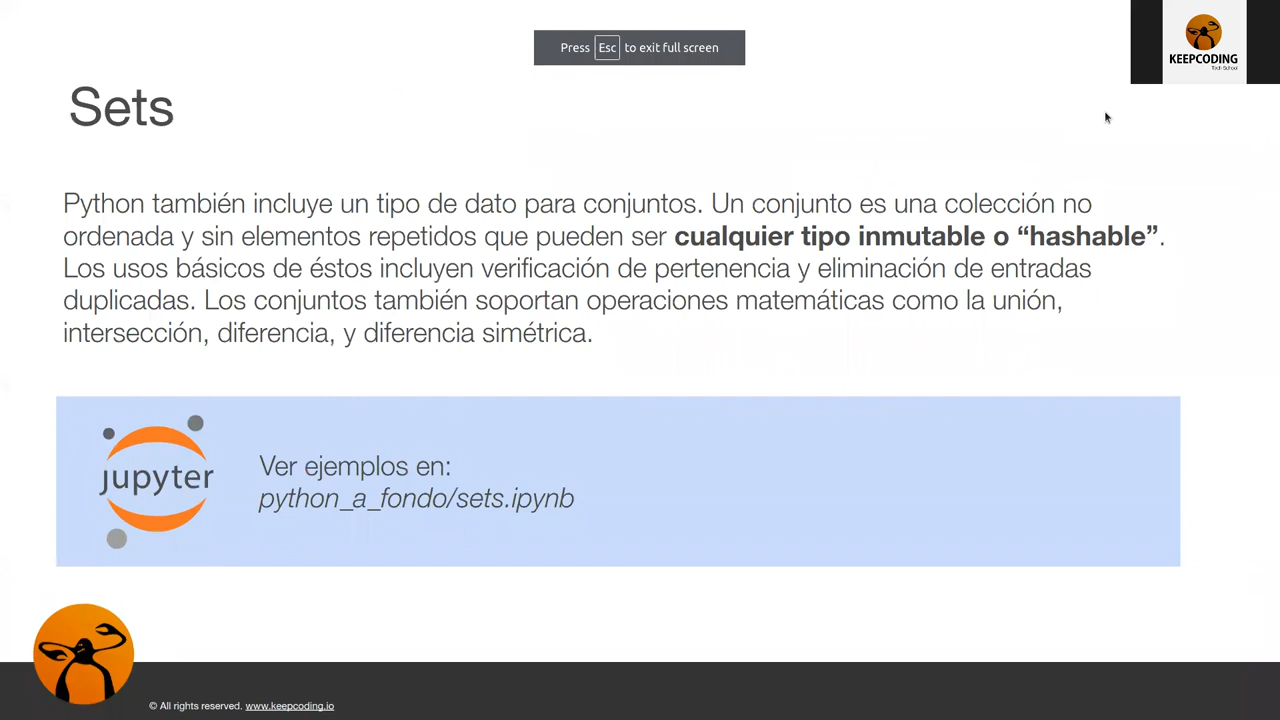 Press Esc to exit full screen
KEEPCODING
Tech School
Sets
Python también incluye un tipo de dato para conjuntos. Un conjunto es una colección no
ordenada y sin elementos repetidos que pueden ser cualquier tipo inmutable o “hashable”.
Los usos básicos de éstos incluyen verificación de pertenencia y eliminación de entradas
duplicadas. Los conjuntos también soportan operaciones matemáticas como la unión,
intersección, diferencia, y diferencia simétrica.
jupyter
Ver ejemplos en:
python_a_fondo/sets.ipynb
© All rights reserved. www.keepcoding.io